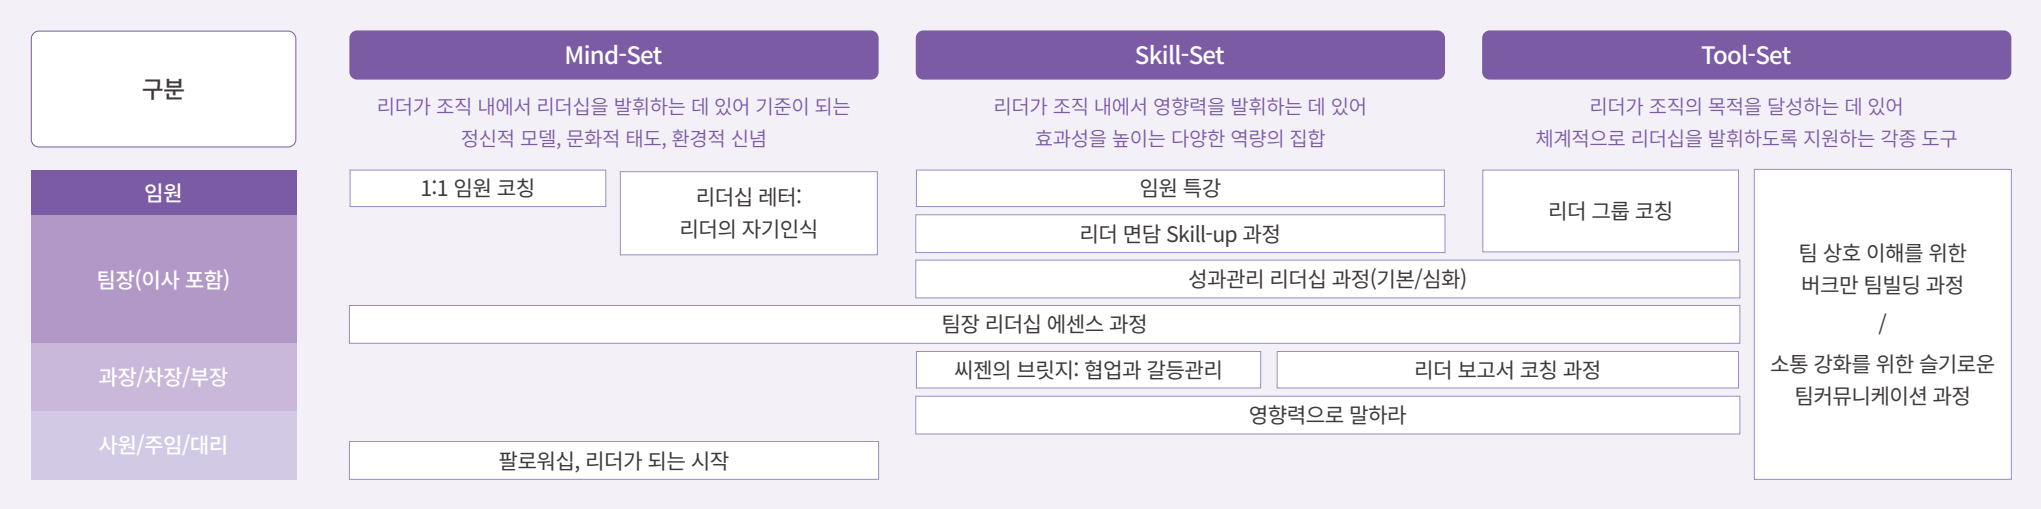 구분
Mind-Set
리더가 조직 내에서 리더십을 발휘하는 데 있어 기준이 되는
정신적 모델, 문화적 태도, 환경적 신념
Skill-Set
리더가 조직 내에서 영향력을 발휘하는 데 있어
효과성을 높이는 다양한 역량의 집합
Tool-Set
리더가 조직의 목적을 달성하는 데 있어
체계적으로 리더십을 발휘하도록 지원하는 각종 도구
임원
1:1 임원 코칭
리더십 레터:
리더의 자기인식
임원 특강
리더 그룹 코칭
리더 면담 Skill-up 과정
팀장(이사 포함)
성과관리 리더십 과정(기본/심화)
팀장 리더십 에센스 과정
팀 상호 이해를 위한
버크만 팀빌딩 과정
/
소통 강화를 위한 슬기로운
팀커뮤니케이션 과정
과장/차장/부장
씨젠의 브릿지: 협업과 갈등관리
리더 보고서 코칭 과정
영향력으로 말하라
사원/주임/대리
팔로워십, 리더가 되는 시작